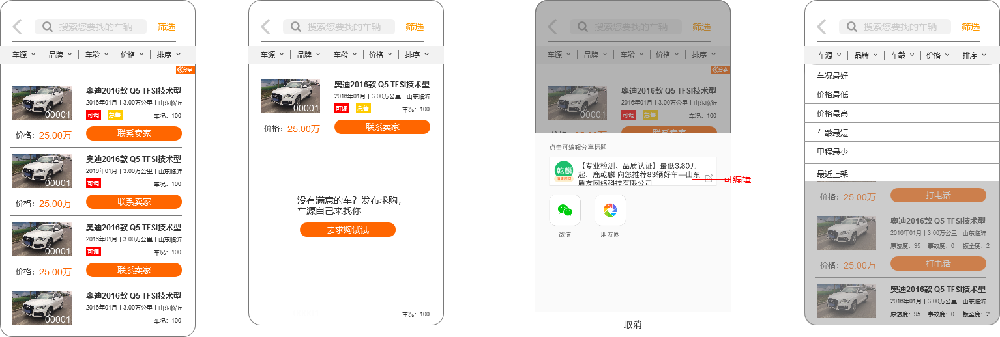 搜索您要找的车辆
筛选
车源 品牌 车龄 价格 排序
分享
奥迪2016款 Q5 TFSI技术型
2016年01月丨3.00万公里丨山东临沂
00001
可调 急售 车况：100
价格：25.00万 联系卖家
奥迪2016款 Q5 TFSI技术型
2016年01月丨3.00万公里丨山东临沂
00001
可调 车况：100
价格：25.00万 联系卖家
奥迪2016款 Q5 TFSI技术型
2016年01月丨3.00万公里丨山东临沂
00001
可调 车况：100
价格：25.00万 联系卖家
奥迪2016款 Q5 TFSI技术型
2016年01月丨3.00万公里丨山东临沂
00001
车况：100
搜索您要找的车辆
筛选
车源 品牌 车龄 价格 排序
奥迪2016款 Q5 TFSI技术型
2016年01月丨3.00万公里丨山东临沂
00001
可调 急售 车况：100
价格：25.00万 联系卖家
没有满意的车？发布求购，
车源自己来找你
去求购试试
车况：100
搜索您要找的车辆
筛选
车源 品牌 车龄 价格 排序
分享
奥迪2016款 Q5 TFSI技术型
2016年01月丨3.00万公里丨山东临沂
00001
可调 急售 车况：100
联系卖家
点击可编辑分享标题
乾麟
【专业检测、品质认证】最低3.80万
起，鹿乾麟 向您推荐83辆好车—山东
盾友网络科技有限公司
可编辑
微信 朋友圈
取消
搜索您要找的车辆
筛选
车源 品牌 车龄 价格 排序
车况最好
价格最低
价格最高
车龄最短
里程最少
最近上架
价格：25.00万 打电话
奥迪2016款 Q5 TFSI技术型
2016年01月丨3.00万公里丨山东临沂
原漆度：95 事故度：0 钣金度：2
价格：25.00万 打电话
奥迪2016款 Q5 TFSI技术型
2016年01月丨3.00万公里丨山东临沂
原漆度：95 事故度：0 钣金度：2